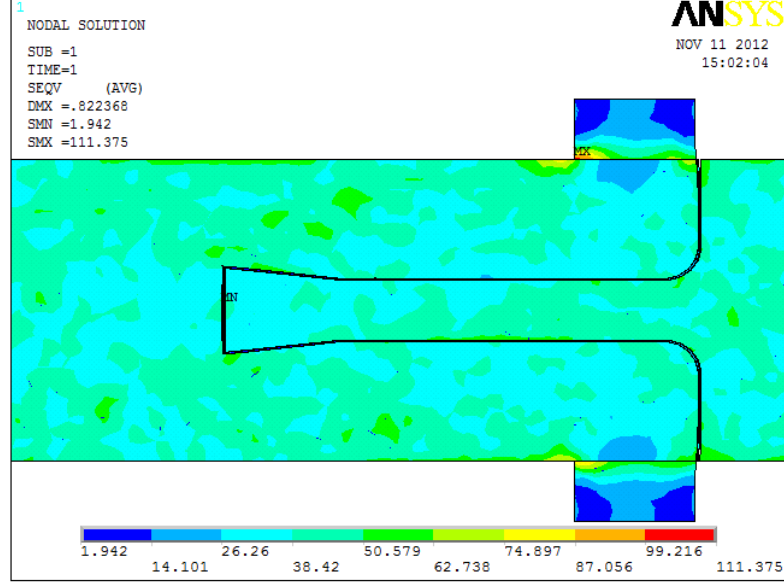 1
NODAL SOLUTION
SUB =1
TIME=1
SEQV (AVG)
DMX =.822368
SMN =1.942
SMX =111.375
ANSYS
NOV 11 2012
15:02:04
MX
MN
1.942 26.26 50.579 74.897 99.216
14.101 38.42 62.738 87.056 111.375